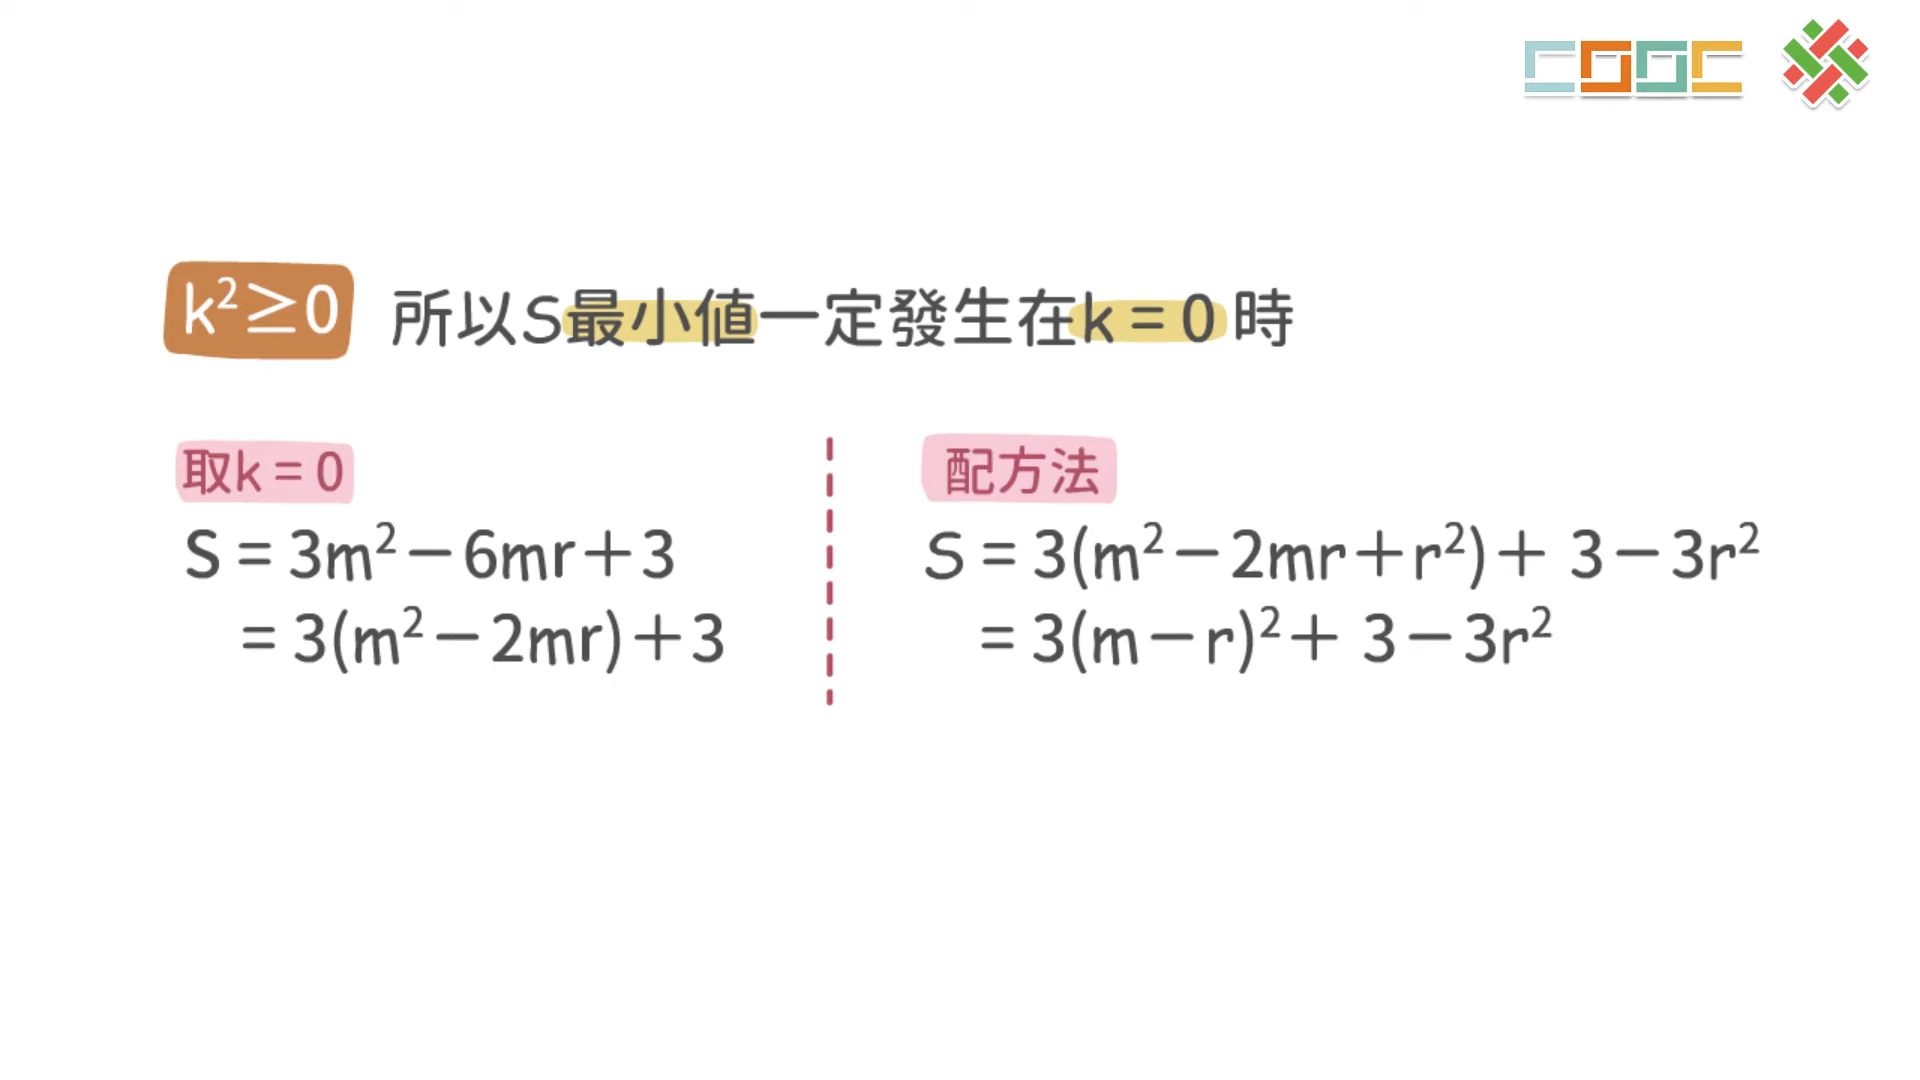 COOC
k²≥0 所以S最小值一定發生在k=0時
取k=0
S=3m²−6mr+3
=3(m²−2mr)+3
配方法
S=3(m²−2mr+r²)+3−3r²
=3(m−r)²+3−3r²